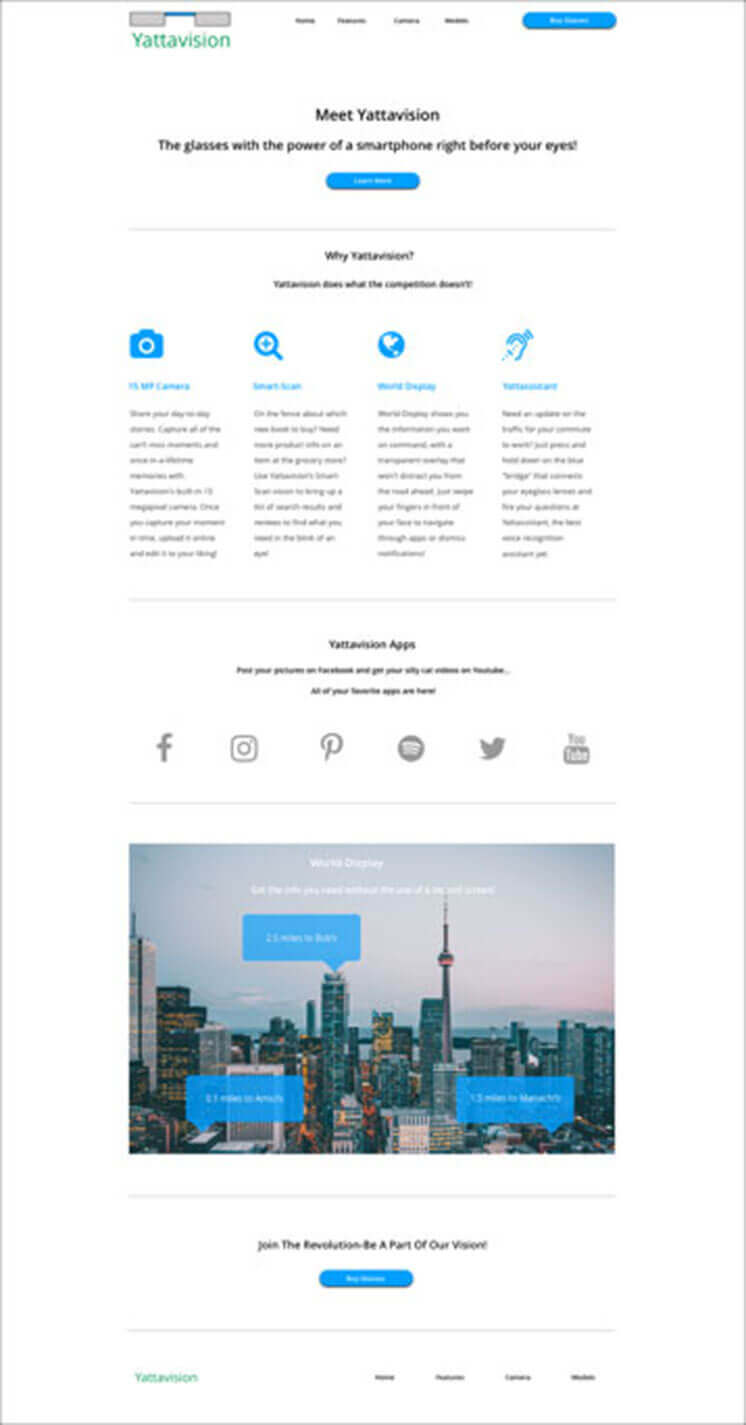 Yattavision
Home Features Camera Models Buy Glasses
Meet Yattavision
The glasses with the power of a smartphone right before your eyes!
Learn More
Why Yattavision?
Yattavision does what the competition doesn't!
15 MP Camera
Share your day-to-day
stories. Capture all of the
can't miss moments and
once-in-a-lifetime
memories with
Yattavision's built-in 15
megapixel camera. Once
you capture your moment
in time, upload it online
and edit it to your liking!
Smart-Scan
On the fence about which
new book to buy? Need
more product info on an
item at the grocery store?
Use Yattavision's Smart-
Scan vision to bring up a
list of search results and
reviews to find what you
need in the blink of an
eye!
World Display
World Display shows you
the information you want
on command, with a
transparent overlay that
won't distract you from
the road ahead. Just swipe
your fingers in front of
your face to navigate
through apps or dismiss
notifications!
Yattassistant
Need an update on the
traffic for your commute
to work? Just press and
hold down on the blue
"bridge" that connects
your eyeglass lenses and
fire your questions at
Yattassistant, the best
voice recognition
assistant yet.
Yattavision Apps
Post your pictures on Facebook and get your silly cat videos on Youtube...
All of your favorite apps are here!
You
Tube
World Display
Get the info you need without the use of a screen!
2.5 miles to Bob's
0.1 miles to
1.5 miles to
Join The Revolution-Be A Part Of Our Vision!
Buy Glasses
Yattavision
Home Features Camera Models